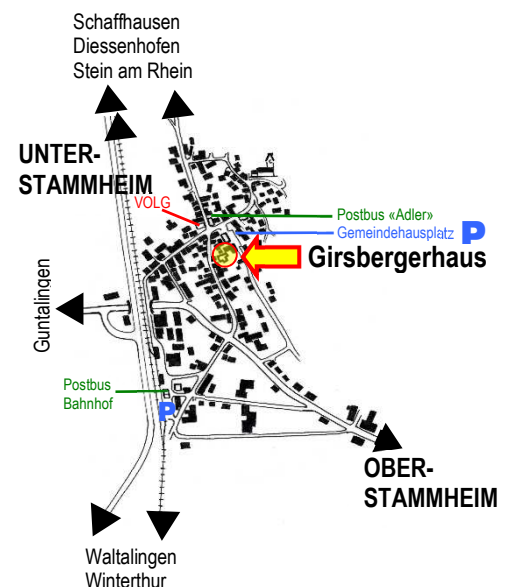 Schaffhausen
Diessenhofen
Stein am Rhein
UNTER-
STAMMHEIM
VOLG
Postbus «Adler»
Gemeindehausplatz P
Girsbergerhaus
Guntalingen
Postbus
Bahnhof
P
OBER-
STAMMHEIM
Waltalingen
Winterthur